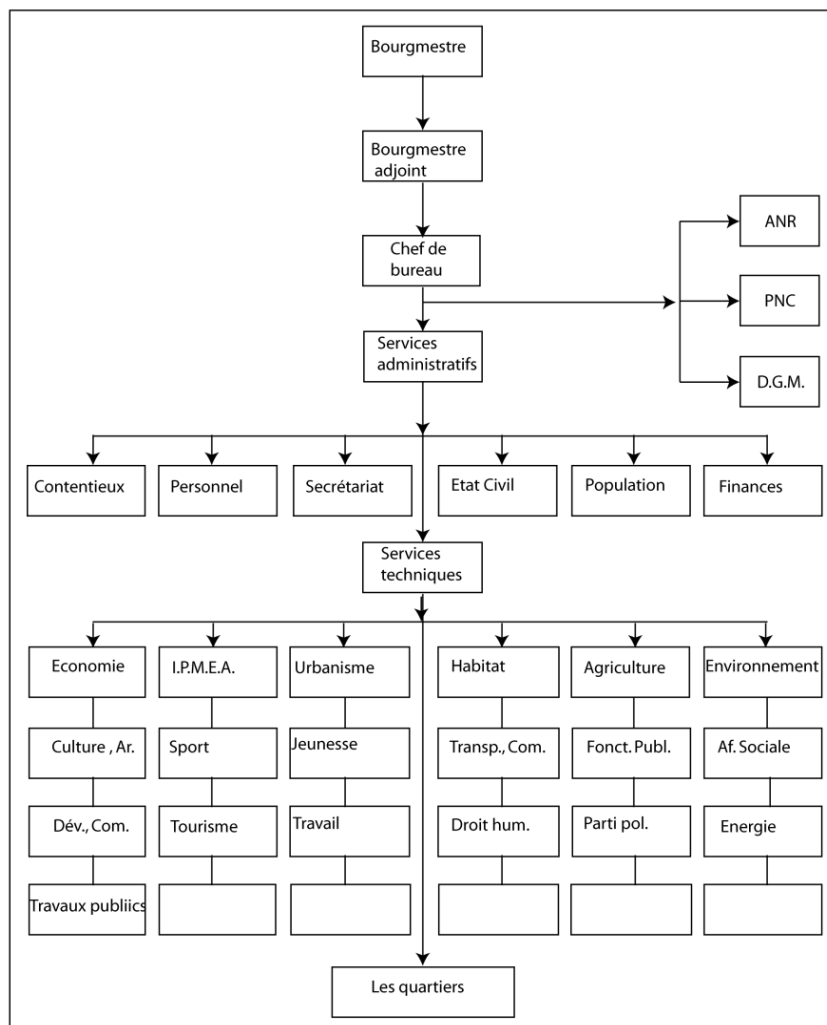 Bourgmestre
Bourgmestre
adjoint
ANR
Chef de
bureau
PNC
Services
administratifs
D.G.M.
Contentieux
Personnel
Secrétariat
Etat Civil
Population
Finances
Services
techniques
Economie
I.P.M.E.A.
Urbanisme
Habitat
Agriculture
Environnement
Culture , Ar.
Sport
Jeunesse
Transp., Com.
Fonct. Publ.
Af. Sociale
Dév., Com.
Tourisme
Travail
Droit hum.
Parti pol.
Energie
Travaux publiics
Les quartiers